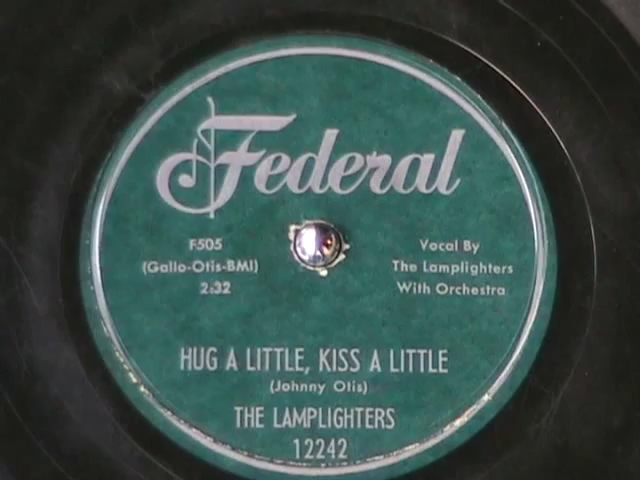 Federal
F505
(Gallo-Otis-BMI)
2:32
Vocal By
The Lamplighters
With Orchestra
HUG A LITTLE, KISS A LITTLE
(Johnny Otis)
THE LAMPLIGHTERS
12242